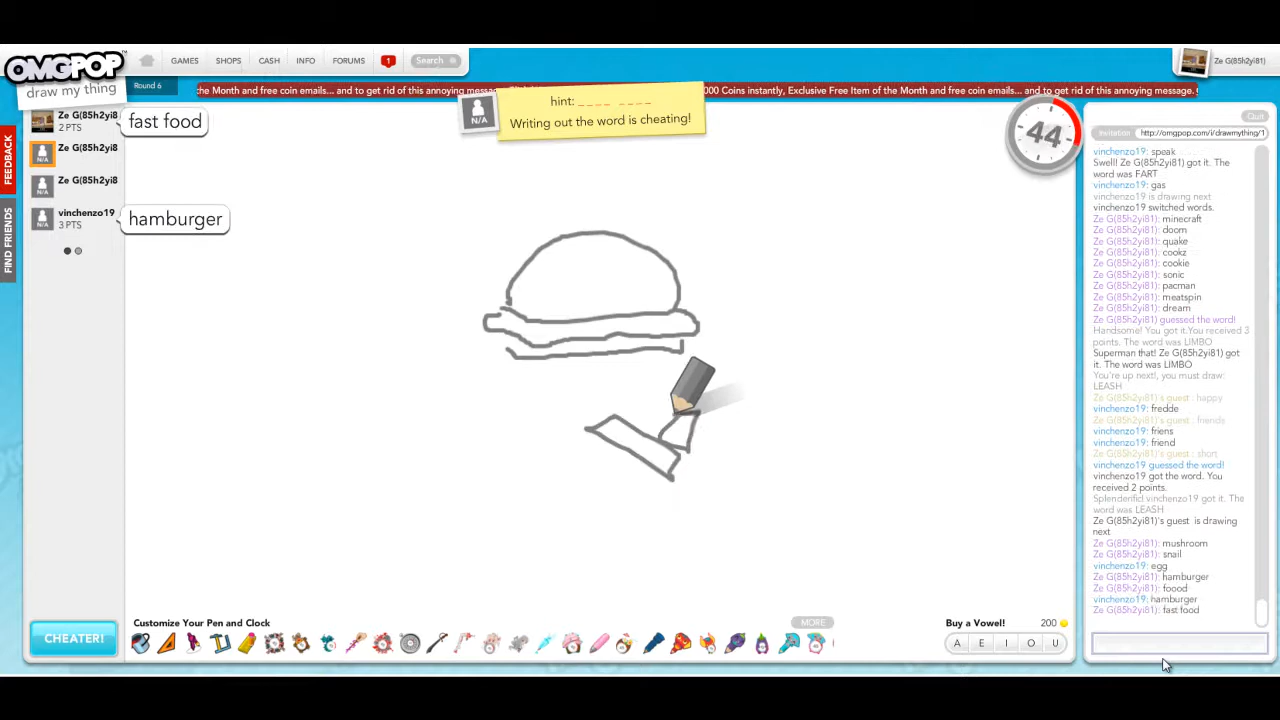 OMGPOP™
GAMES
SHOPS
CASH
INFO
FORUMS
1
Search
Ze G(85h2yi81)
draw my thing
Round 6
the Month and free coin emails... and to get rid of this annoying message.
000 Coins instantly, Exclusive Free Item of the Month and free coin emails... and to get rid of this annoying message.
hint: _ _ _ _ _ _ _ _
Writing out the word is cheating!
N/A
44
Quit
Invitation
http://omgpop.com/i/drawmything/1
FEEDBACK
FIND FRIENDS
Ze G(85h2yi8
2 PTS
fast food
N/A
Ze G(85h2yi8
N/A
Ze G(85h2yi8
N/A
vinchenzo19
3 PTS
hamburger
vinchenzo19: speak
Swell! Ze G(85h2yi81) got it. The
word was FART
vinchenzo19: gas
vinchenzo19 is drawing next
vinchenzo19 switched words.
Ze G(85h2yi81): minecraft
Ze G(85h2yi81): doom
Ze G(85h2yi81): quake
Ze G(85h2yi81): cookz
Ze G(85h2yi81): cookie
Ze G(85h2yi81): sonic
Ze G(85h2yi81): pacman
Ze G(85h2yi81): meatspin
Ze G(85h2yi81): dream
Ze G(85h2yi81) guessed the word!
Handsome! You got it.You received 3
points. The word was LIMBO
Superman that! Ze G(85h2yi81) got
it. The word was LIMBO
You're up next!, you must draw:
LEASH
Ze G(85h2yi81)'s guest : happy
vinchenzo19: fredde
Ze G(85h2yi81)'s guest : friends
vinchenzo19: friens
vinchenzo19: friend
Ze G(85h2yi81)'s guest : short
vinchenzo19 guessed the word!
vinchenzo19 got the word. You
received 2 points.
Splenderific! vinchenzo19 got it. The
word was LEASH
Ze G(85h2yi81)'s guest is drawing
next
Ze G(85h2yi81): mushroom
Ze G(85h2yi81): snail
vinchenzo19: egg
Ze G(85h2yi81): hamburger
Ze G(85h2yi81): foood
vinchenzo19: hamburger
Ze G(85h2yi81): fast food
CHEATER!
Customize Your Pen and Clock
MORE
Buy a Vowel!
200
A E I O U